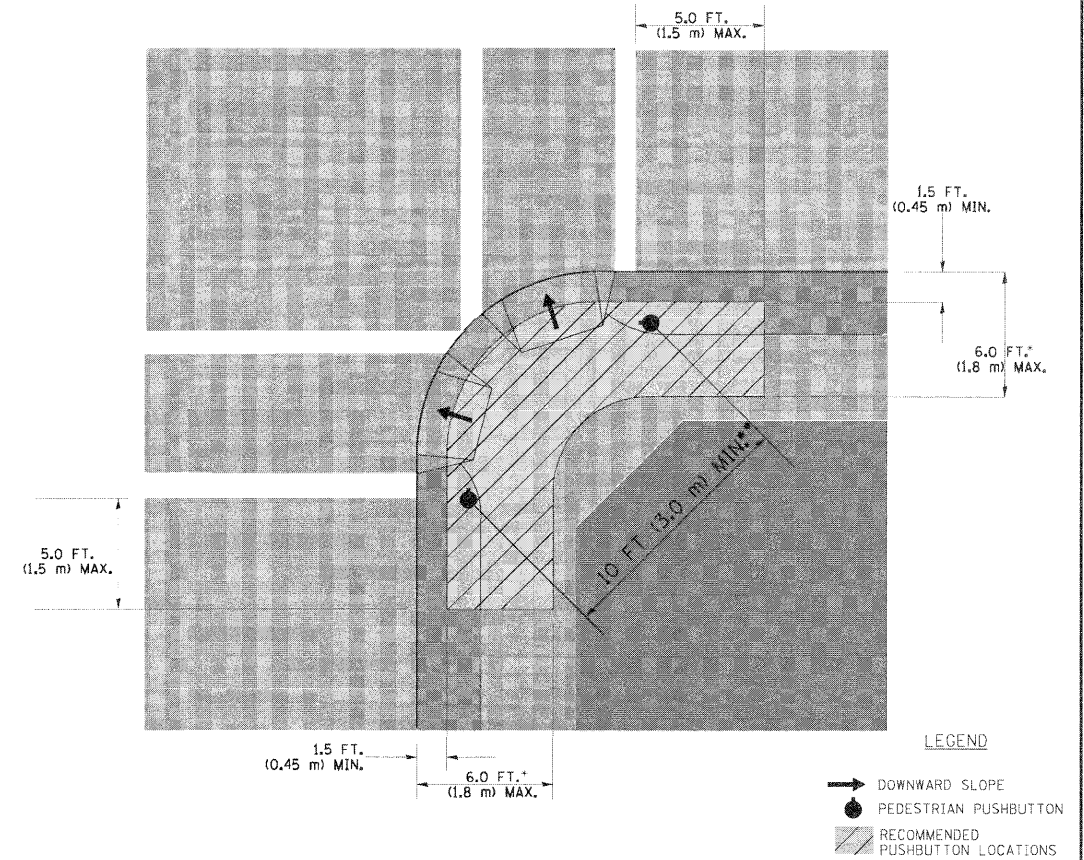 5.0 FT.
(1.5 m) MAX.
1.5 FT.
(0.45 m) MIN.
6.0 FT.*
(1.8 m) MAX.
10 FT (3.0 m) MIN.**
5.0 FT.
(1.5 m) MAX.
1.5 FT.
(0.45 m) MIN.
6.0 FT.*
(1.8 m) MAX.
LEGEND
DOWNWARD SLOPE
PEDESTRIAN PUSHBUTTON
RECOMMENDED
PUSHBUTTON LOCATIONS